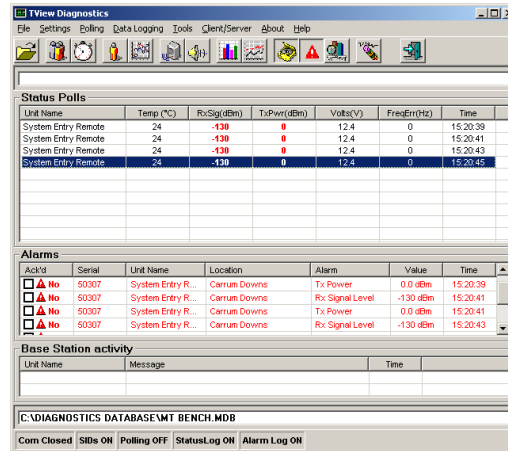 TView Diagnostics
File Settings Polling Data Logging Tools Client/Server About Help
Status Polls
Unit Name Temp (°C) RxSig(dBm) TxPwr(dBm) Volts(V) FreqErr(Hz) Time
System Entry Remote 24 -130 0 12.4 0 15:20:39
System Entry Remote 24 -130 0 12.4 0 15:20:41
System Entry Remote 24 -130 0 12.4 0 15:20:43
System Entry Remote 24 -130 0 12.4 0 15:20:45
Alarms
Ack'd Serial Unit Name Location Alarm Value Time
No 50307 System Entry R... Carrum Downs Tx Power 0.0 dBm 15:20:39
No 50307 System Entry R... Carrum Downs Rx Signal Level -130 dBm 15:20:41
No 50307 System Entry R... Carrum Downs Tx Power 0.0 dBm 15:20:41
No 50307 System Entry R... Carrum Downs Rx Signal Level -130 dBm 15:20:43
Base Station activity
Unit Name Message Time
C:\DIAGNOSTICS DATABASE\MT BENCH.MDB
Com Closed SIDs ON Polling OFF StatusLog ON Alarm Log ON